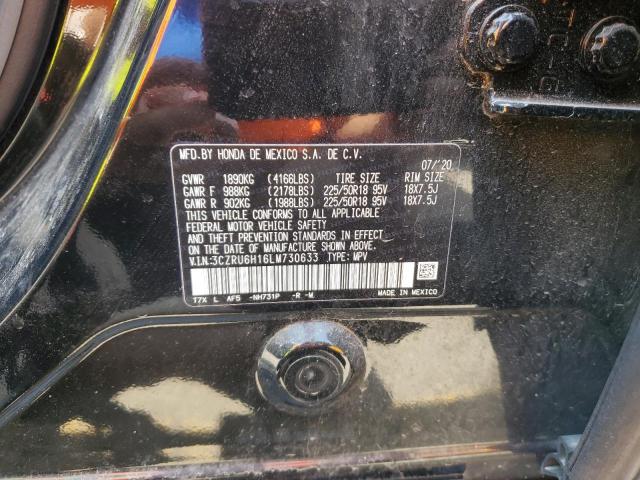 MFD.BY HONDA DE MEXICO S.A. DE C.V.
07/'20
GVWR 1890KG (4166LBS) TIRE SIZE RIM SIZE
GAWR F 988KG (2178LBS) 225/50R18 95V 18X7.5J
GAWR R 902KG (1988LBS) 225/50R18 95V 18X7.5J
THIS VEHICLE CONFORMS TO ALL APPLICABLE
FEDERAL MOTOR VEHICLE SAFETY AND
THEFT PREVENTION STANDARDS IN EFFECT ON
THE DATE OF MANUFACTURE SHOWN ABOVE.
V.I.N:3CZRU6H16LM730633 TYPE: MPV
T7X L AF5 -NH731P -R -M
MADE IN MEXICO